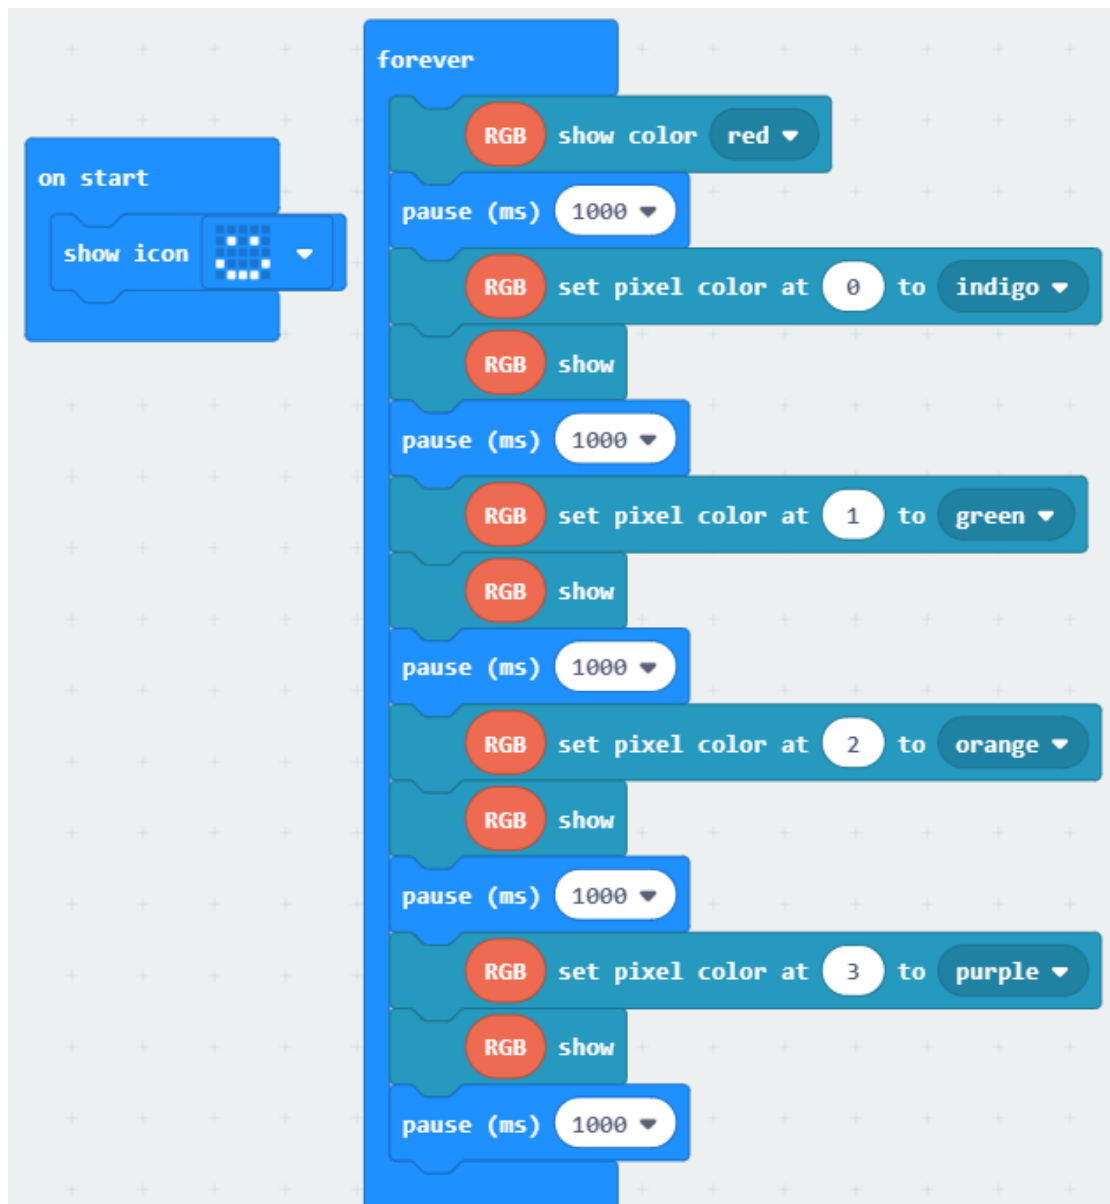 on start
show icon
forever
RGB show color red
pause (ms) 1000
RGB set pixel color at 0 to indigo
RGB show
pause (ms) 1000
RGB set pixel color at 1 to green
RGB show
pause (ms) 1000
RGB set pixel color at 2 to orange
RGB show
pause (ms) 1000
RGB set pixel color at 3 to purple
RGB show
pause (ms) 1000